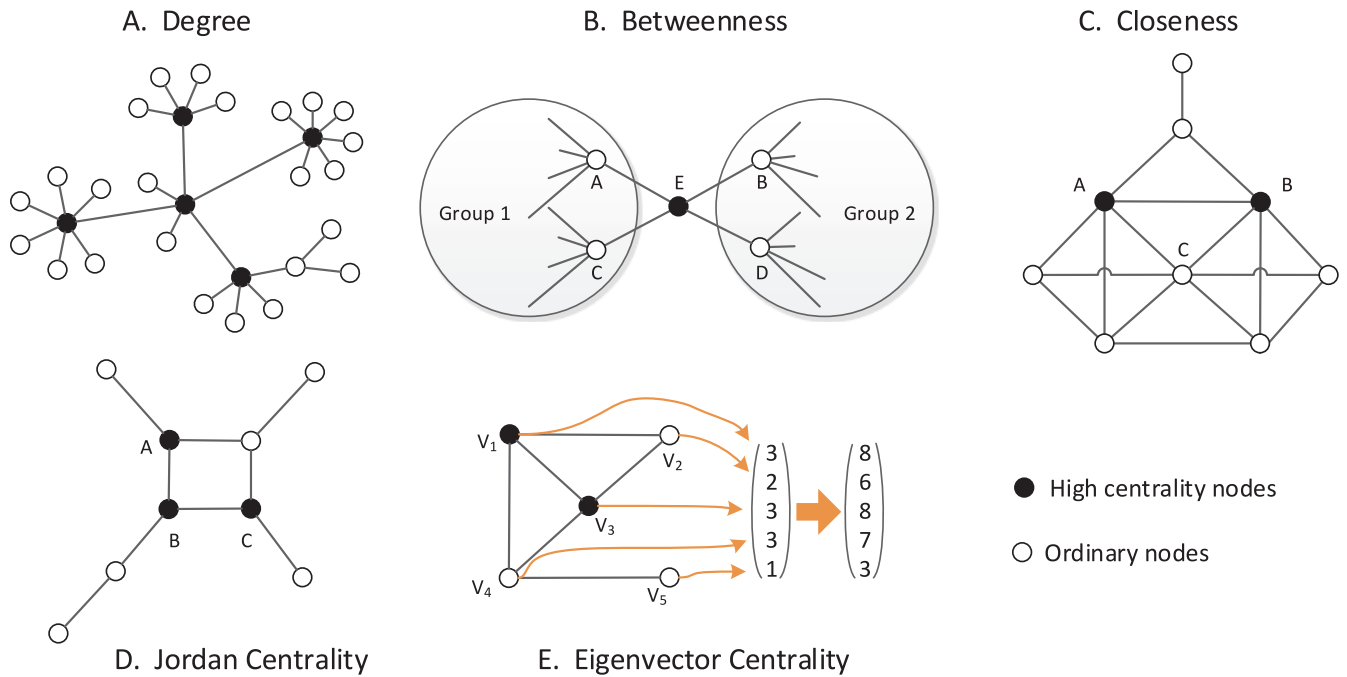 A. Degree
B. Betweenness
C. Closeness
A
E
B
Group 1
Group 2
C
D
A
B
C
A
B
C
V1
V2
V3
V4
V5
3
2
3
3
1
8
6
8
7
3
High centrality nodes
Ordinary nodes
D. Jordan Centrality
E. Eigenvector Centrality